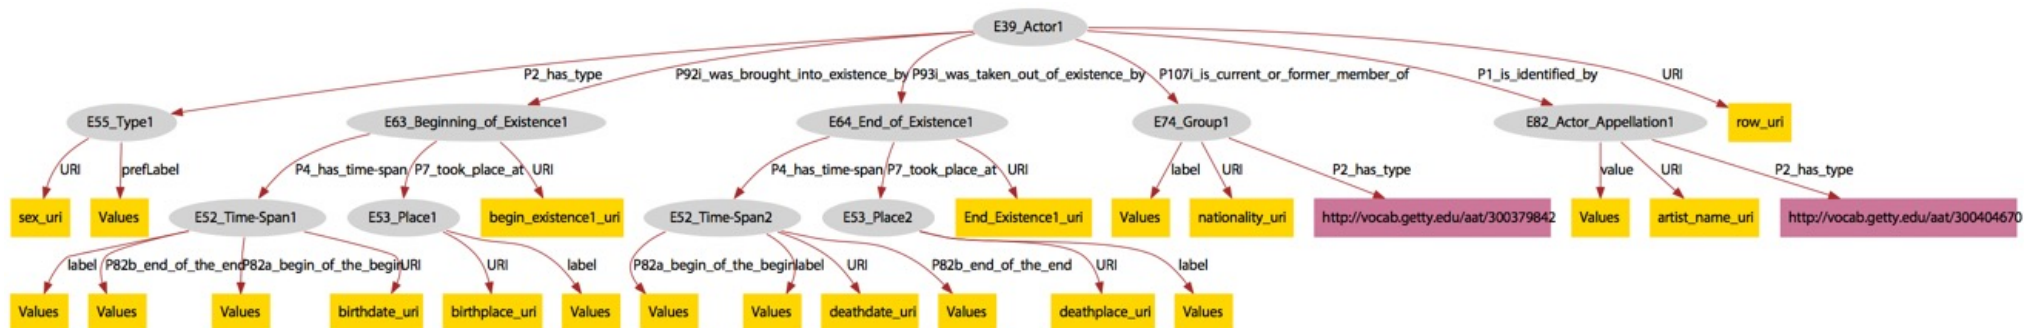 E39_Actor1
P2_has_type P92i_was_brought_into_existence_by P93i_was_taken_out_of_existence_by P107i_is_current_or_former_member_of P1_is_identified_by URI
E55_Type1 E63_Beginning_of_Existence1 E64_End_of_Existence1 E74_Group1 E82_Actor_Appellation1 row_uri
URI prefLabel P4_has_time-span P7_took_place_at URI P4_has_time-span P7_took_place_at URI label URI P2_has_type value URI P2_has_type
sex_uri Values E52_Time-Span1 E53_Place1 begin_existence1_uri E52_Time-Span2 E53_Place2 End_Existence1_uri Values nationality_uri http://vocab.getty.edu/aat/300379842 Values artist_name_uri http://vocab.getty.edu/aat/300404670
label P82b_end_of_the_end P82a_begin_of_the_begin URI URI label P82a_begin_of_the_begin label URI P82b_end_of_the_end URI label
Values Values Values birthdate_uri birthplace_uri Values Values Values deathdate_uri Values deathplace_uri Values